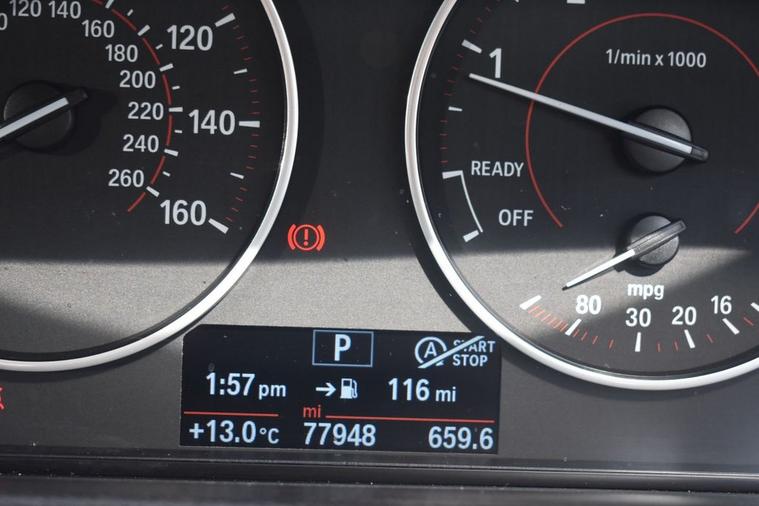 120 140
160
180
200
220
240
260
120
140
160
1
1/min x 1000
READY
OFF
mpg
80 30 20 16
P
A START STOP
1:57 pm
116 mi
mi
+13.0°C 77948 659.6